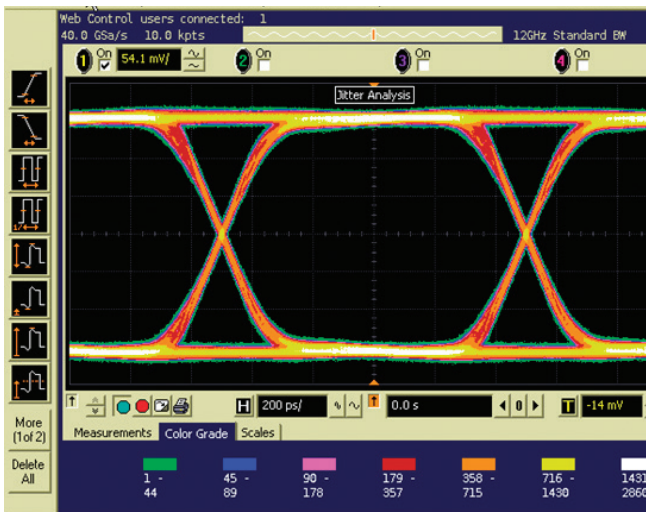 Web Control users connected: 1
40.0 GSa/s 10.0 kpts 12GHz Standard BW
1 On 54.1 mV/ 2 On 3 On 4 On
Jitter Analysis
H 200 ps/ 0.0 s 0 T -14 mV
More
(1of 2)
Delete
All
Measurements Color Grade Scales
1 - 45 - 90 - 179 - 358 - 716 - 1431
44 89 178 357 715 1430 2860